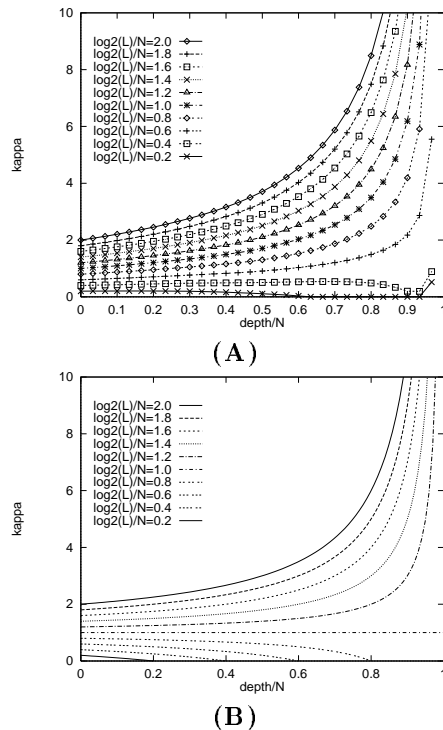 10
8
6
4
2
0
kappa
log2(L)/N=2.0
log2(L)/N=1.8
log2(L)/N=1.6
log2(L)/N=1.4
log2(L)/N=1.2
log2(L)/N=1.0
log2(L)/N=0.8
log2(L)/N=0.6
log2(L)/N=0.4
log2(L)/N=0.2
0 0.1 0.2 0.3 0.4 0.5 0.6 0.7 0.8 0.9 1
depth/N
(A)
10
8
6
4
2
0
kappa
log2(L)/N=2.0
log2(L)/N=1.8
log2(L)/N=1.6
log2(L)/N=1.4
log2(L)/N=1.2
log2(L)/N=1.0
log2(L)/N=0.8
log2(L)/N=0.6
log2(L)/N=0.4
log2(L)/N=0.2
0 0.2 0.4 0.6 0.8 1
depth/N
(B)